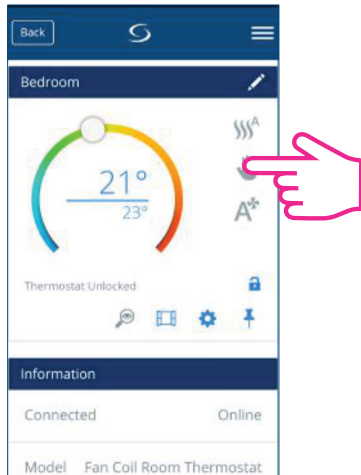 Back
Bedroom
A
21°
23°
A
Thermostat Unlocked
Information
Connected Online
Model Fan Coil Room Thermostat